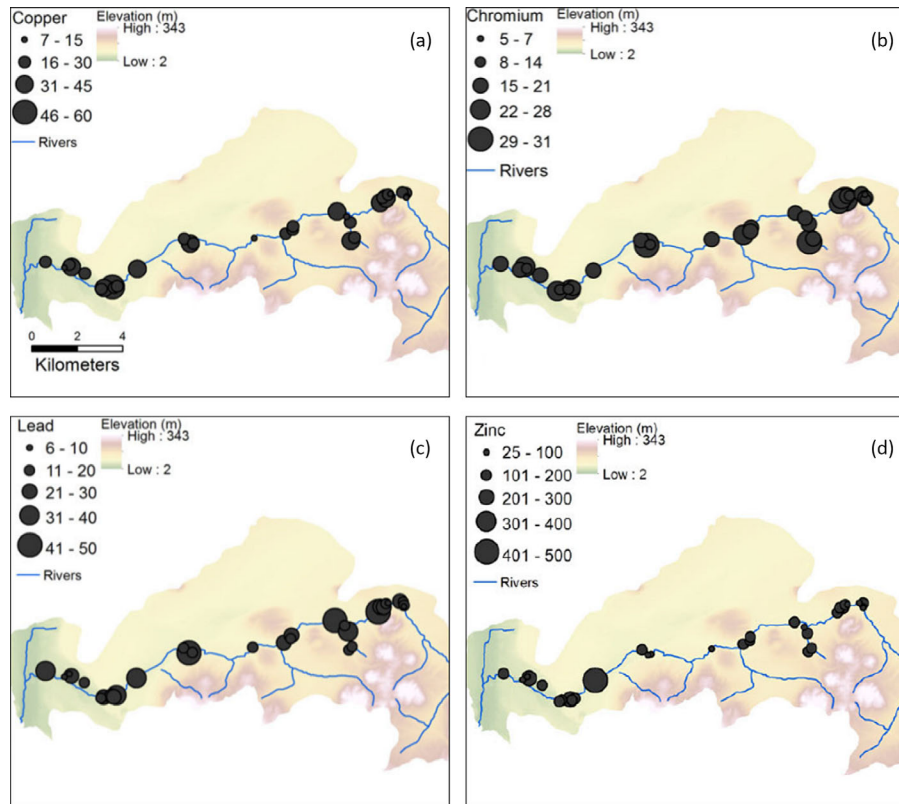 Copper
7 - 15
16 - 30
31 - 45
46 - 60
Rivers
Elevation (m)
High : 343
Low : 2
(a)
0 2 4
Kilometers
Chromium
5 - 7
8 - 14
15 - 21
22 - 28
29 - 31
Rivers
Elevation (m)
High : 343
Low : 2
(b)
Lead
6 - 10
11 - 20
21 - 30
31 - 40
41 - 50
Rivers
Elevation (m)
High : 343
Low : 2
(c)
Zinc
25 - 100
101 - 200
201 - 300
301 - 400
401 - 500
Rivers
Elevation (m)
High : 343
Low : 2
(d)